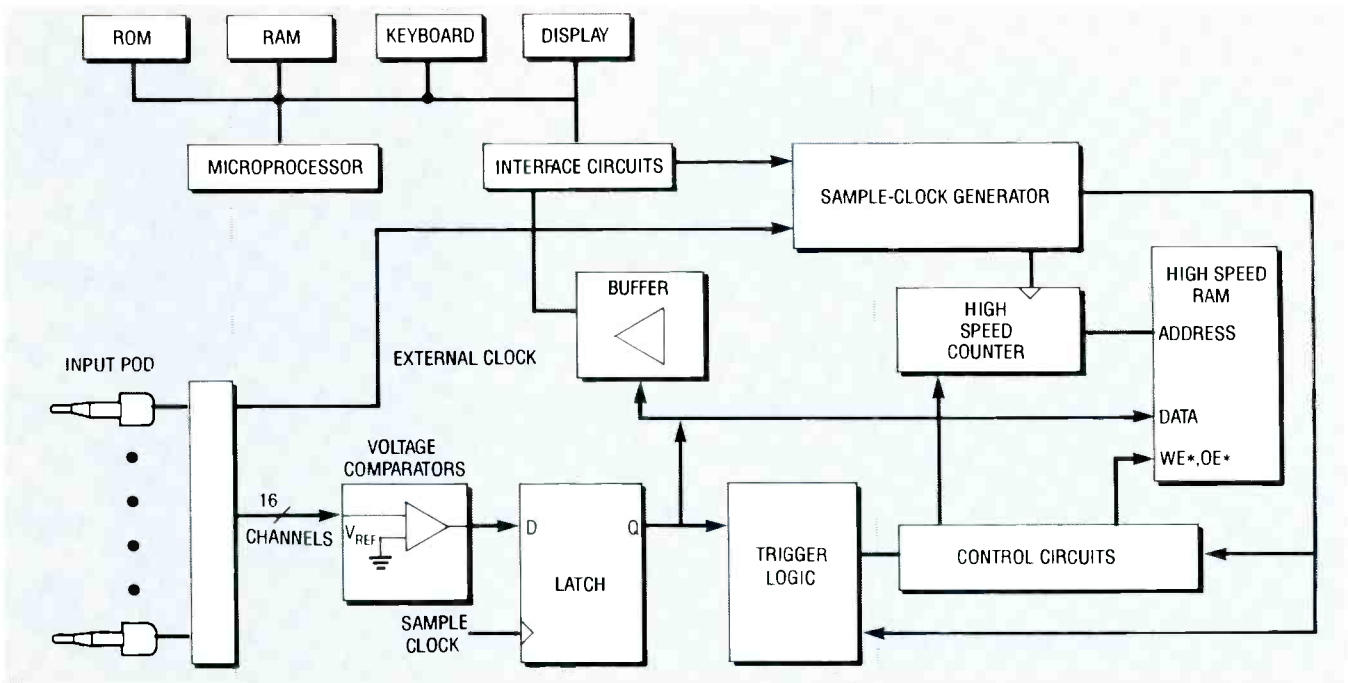 ROM
RAM
KEYBOARD
DISPLAY
MICROPROCESSOR
INTERFACE CIRCUITS
SAMPLE-CLOCK GENERATOR
BUFFER
HIGH
SPEED
COUNTER
HIGH SPEED
RAM
ADDRESS
DATA
WE*,OE*
INPUT POD
EXTERNAL CLOCK
16
CHANNELS
VOLTAGE
COMPARATORS
VREF
D
Q
LATCH
SAMPLE
CLOCK
TRIGGER
LOGIC
CONTROL CIRCUITS